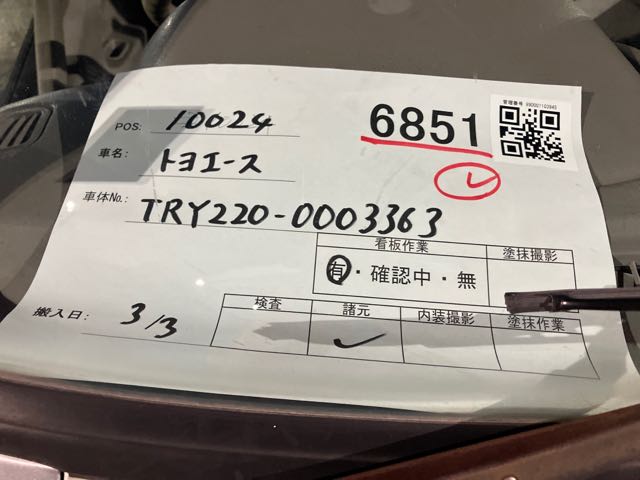 管理番号
POS: 10024
6851
車名: トヨエース
車体No.: TRY220-0003363
看板作業 塗抹撮影
有・確認中・無
搬入日: 3/3
検査 諸元 内装撮影 塗抹作業